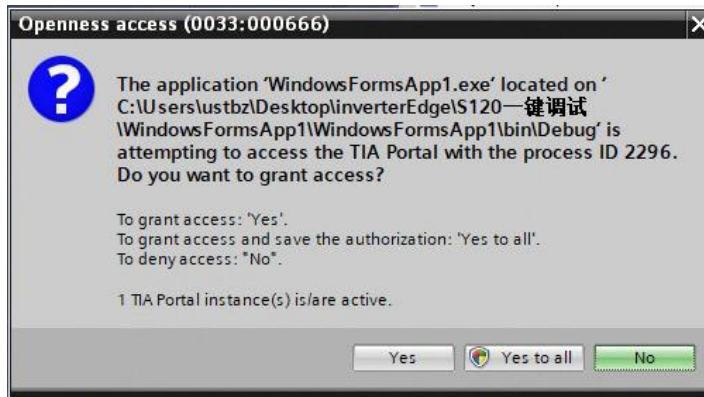 Openness access (0033:000666)
The application 'WindowsFormsApp1.exe' located on '
C:\Users\ustbz\Desktop\inverterEdge\S120一键调试
\WindowsFormsApp1\WindowsFormsApp1\bin\Debug' is
attempting to access the TIA Portal with the process ID 2296.
Do you want to grant access?
To grant access: 'Yes'.
To grant access and save the authorization: 'Yes to all'.
To deny access: "No".
1 TIA Portal instance(s) is/are active.
Yes
Yes to all
No